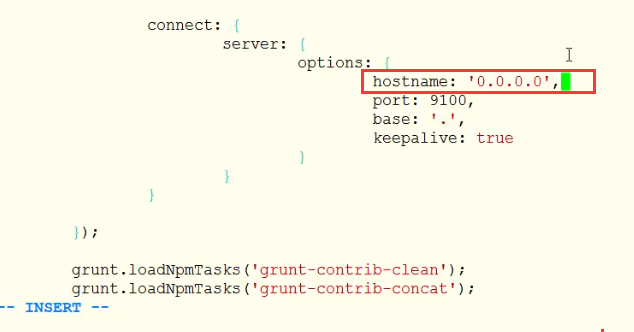 connect: {
server: {
options: {
hostname: '0.0.0.0',
port: 9100,
base: '.',
keepalive: true
}
}
}
});
grunt.loadNpmTasks('grunt-contrib-clean');
grunt.loadNpmTasks('grunt-contrib-concat');
-- INSERT --